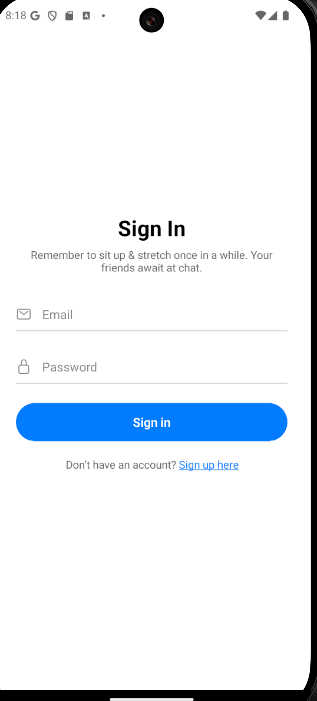 8:18
Sign In
Remember to sit up & stretch once in a while. Your
friends await at chat.
Email
Password
Sign in
Don't have an account? Sign up here